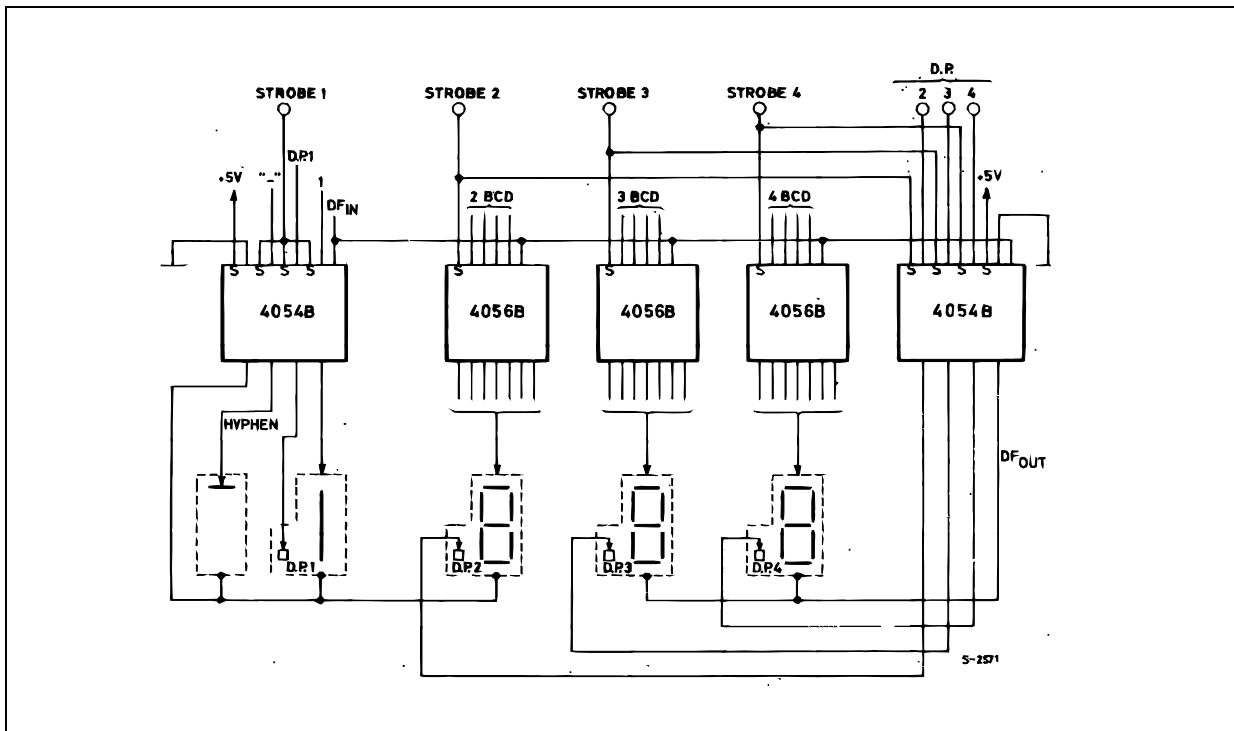 D.P.
STROBE 1 STROBE 2 STROBE 3 STROBE 4 2 3 4
D.P.1
+5V "-" 1 DF IN 2 BCD 3 BCD 4 BCD +5V
S S S S S S S S S S S
4054B 4056B 4056B 4056B 4054B
HYPHEN
DF OUT
D.P.1 D.P.2 D.P.3 D.P.4
S-2571